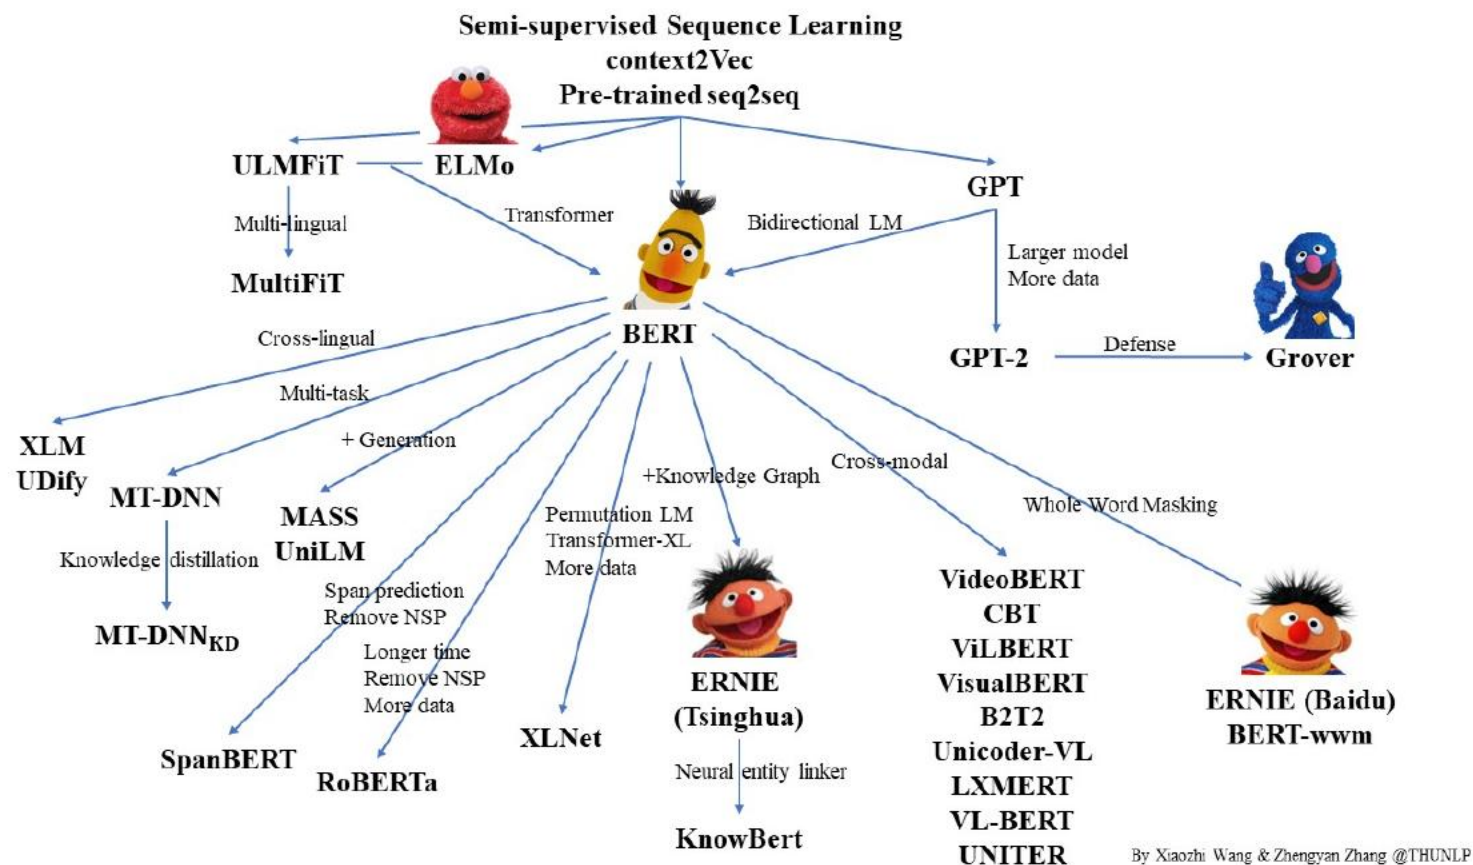 Semi-supervised Sequence Learning
context2Vec
Pre-trained seq2seq
ULMFiT
ELMo
GPT
Multi-lingual
Transformer
Bidirectional LM
Larger model
More data
MultiFiT
BERT
GPT-2
Defense
Grover
Cross-lingual
Multi-task
+ Generation
+Knowledge Graph
Cross-modal
Whole Word Masking
XLM
UDify
MT-DNN
MASS
UniLM
Permutation LM
Transformer-XL
More data
Knowledge distillation
Span prediction
Remove NSP
MT-DNNKD
Longer time
Remove NSP
More data
SpanBERT
RoBERTa
XLNet
ERNIE
(Tsinghua)
Neural entity linker
KnowBert
VideoBERT
CBT
ViLBERT
VisualBERT
B2T2
Unicoder-VL
LXMERT
VL-BERT
UNITER
ERNIE (Baidu)
BERT-wwm
By Xiaozhi Wang & Zhengyan Zhang @THUNLP